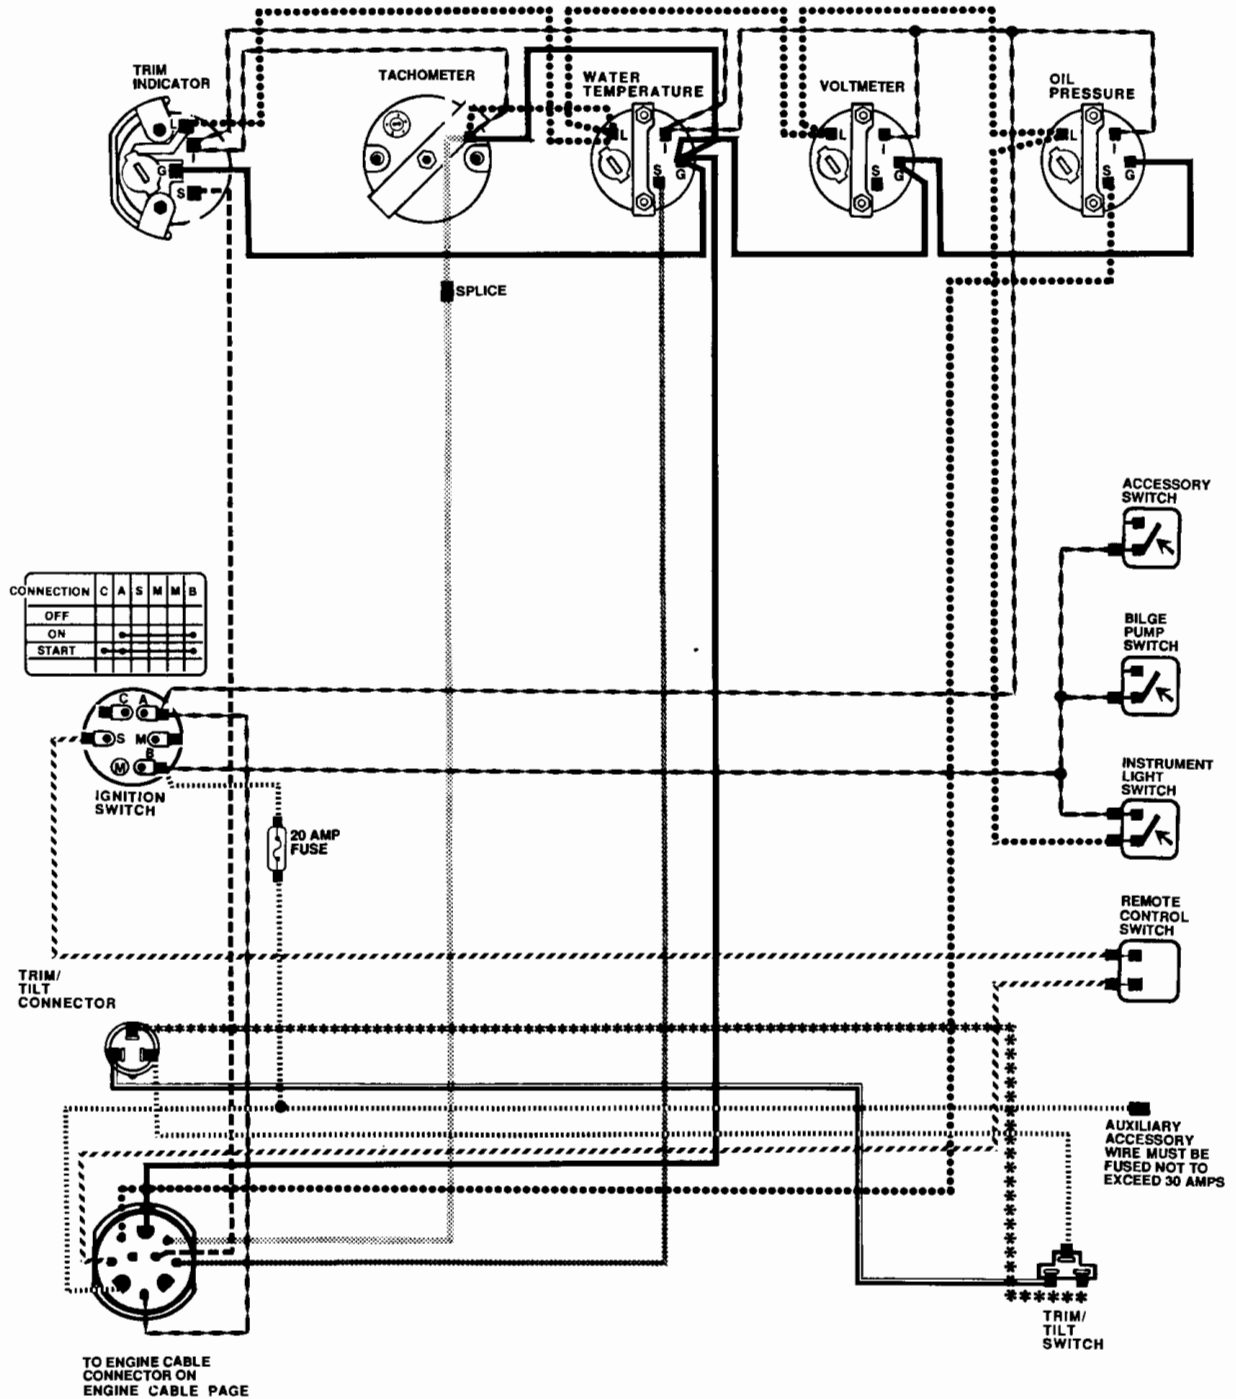 TRIM
INDICATOR
TACHOMETER
WATER
TEMPERATURE
VOLTMETER
OIL
PRESSURE
L
I
G
S
L
I
S
G
L
I
S
G
L
I
S
G
SPLICE
ACCESSORY
SWITCH
CONNECTION C A S M M B
OFF
ON
START
BILGE
PUMP
SWITCH
C A
S M
B
M
IGNITION
SWITCH
INSTRUMENT
LIGHT
SWITCH
20 AMP
FUSE
REMOTE
CONTROL
SWITCH
TRIM/
TILT
CONNECTOR
AUXILIARY
ACCESSORY
WIRE MUST BE
FUSED NOT TO
EXCEED 30 AMPS
TRIM/
TILT
SWITCH
TO ENGINE CABLE
CONNECTOR ON
ENGINE CABLE PAGE